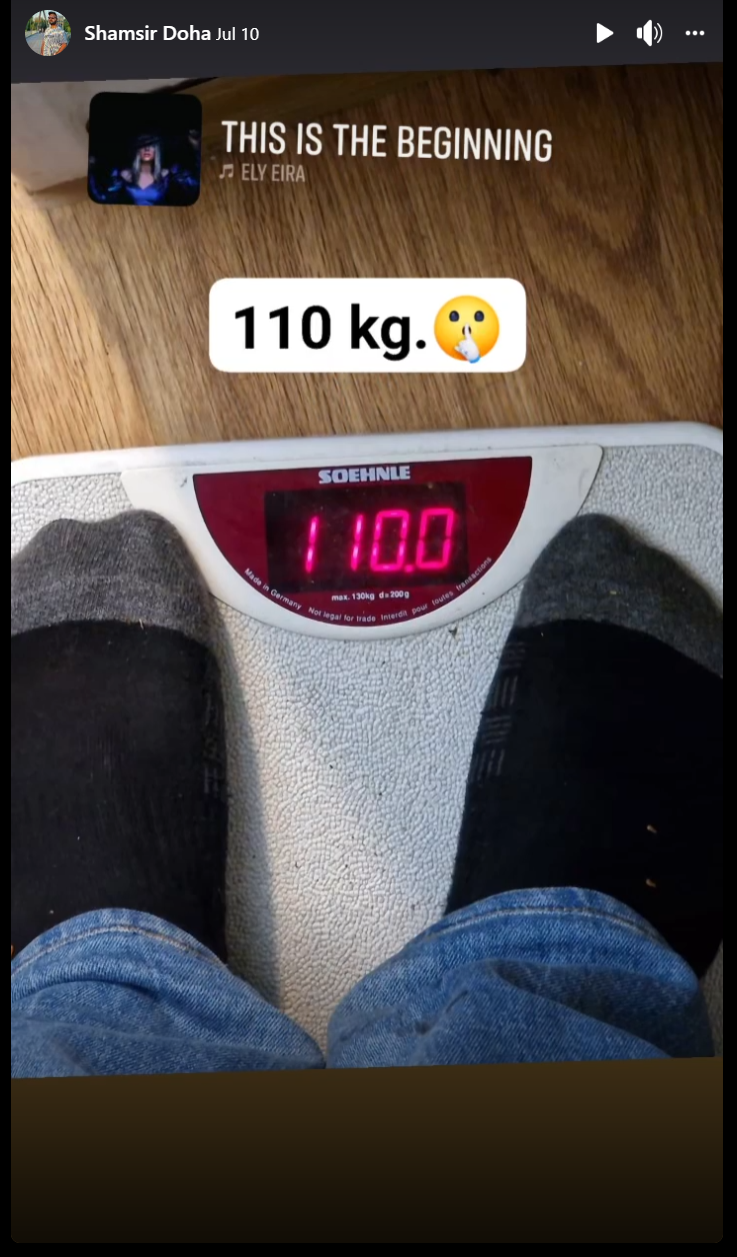 Shamsir Doha Jul 10
THIS IS THE BEGINNING
ELY EIRA
110 kg.🤫
SOEHNLE
110.0
max. 130kg d=200g
Made in Germany Not legal for trade Interdit pour toutes transactions